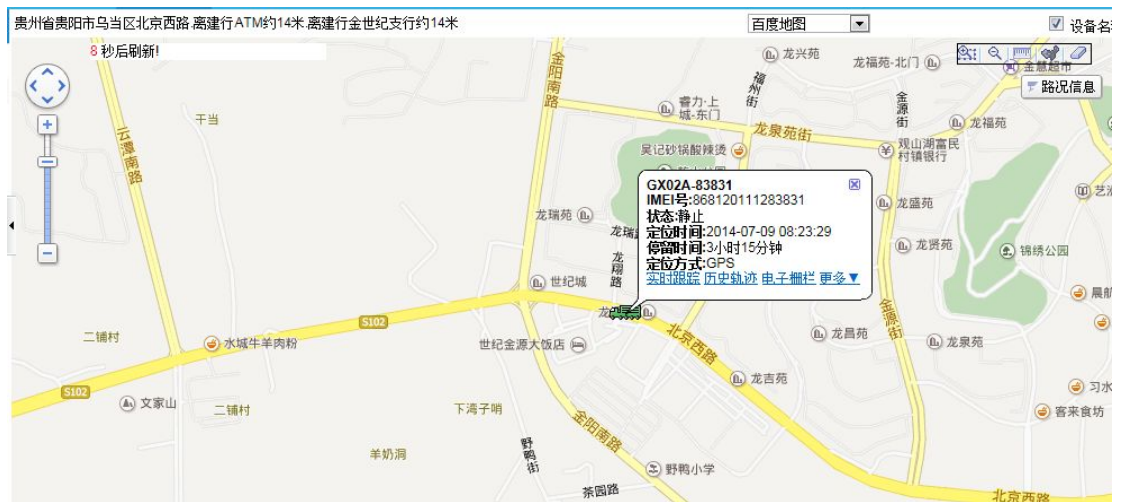 贵州省贵阳市乌当区北京西路.离建行ATM约14米.离建行金世纪支行约14米
百度地图
设备名
8 秒后刷新!
路况信息
金阳南路
龙兴苑
龙福苑-北门
金慧超市
福州街
睿力·上城-东门
金源街
龙福苑
云潭南路
干当
龙泉苑街
吴记砂锅酸辣烫
观山湖富民村镇银行
GX02A-83831
IMEI号:868120111283831
状态:静止
定位时间:2014-07-09 08:23:29
停留时间:3小时15分钟
定位方式:GPS
实时跟踪 历史轨迹 电子栅栏 更多▼
龙瑞苑
龙瑞
龙翔路
龙盛苑
龙贤苑
锦绣公园
世纪城
晨航
S102
北京西路
金源街
二铺村
水城牛羊肉粉
世纪金源大饭店
龙昌苑
龙泉苑
S102
龙吉苑
习水
文家山
二铺村
下湾子哨
金阳南路
客来食坊
羊奶洞
野鸭街
野鸭小学
茶园路
北京西路